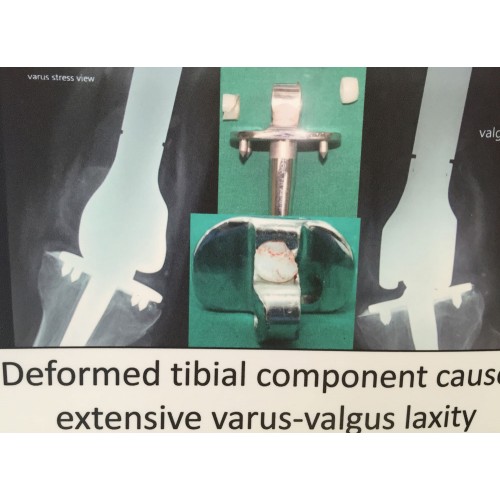 varus stress view
valg
Deformed tibial component cause
extensive varus-valgus laxity